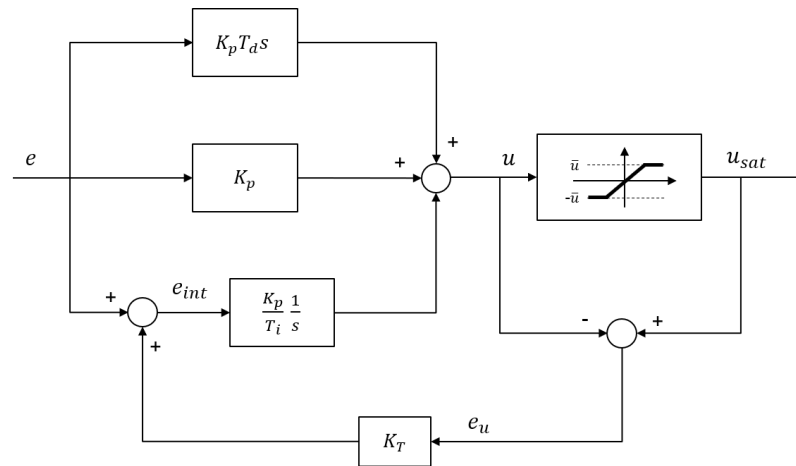 K_p T_d s
+
e
K_p
+
u
ū
-ū
u_sat
+
e_int
K_p/T_i 1/s
-
+
+
K_T
e_u